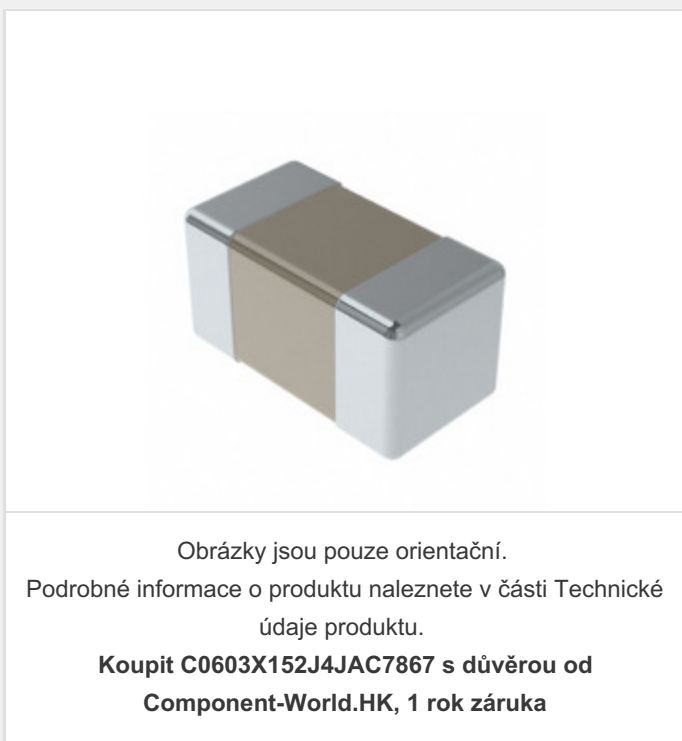 Obrázky jsou pouze orientační.
Podrobné informace o produktu naleznete v části Technické
údaje produktu.
Koupit C0603X152J4JAC7867 s důvěrou od
Component-World.HK, 1 rok záruka